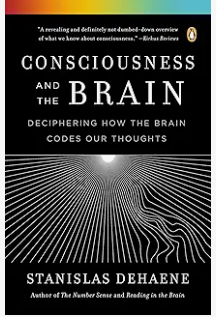 "A revealing and definitely not dumbed-down overview
of what we know about consciousness." —Kirkus Reviews
CONSCIOUSNESS
AND
THE
BRAIN
DECIPHERING HOW THE BRAIN
CODES OUR THOUGHTS
STANISLAS DEHAENE
Author of The Number Sense and Reading in the Brain